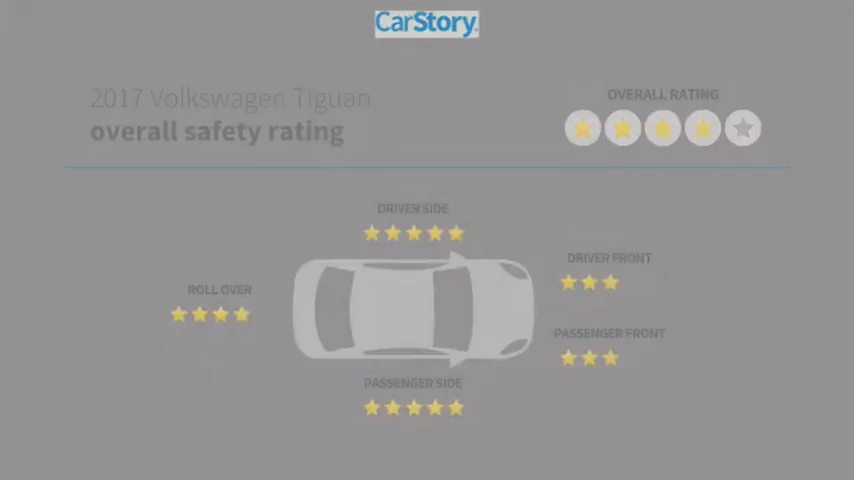 CarStory.
2017 Volkswagen Tiguan
overall safety rating
OVERALL RATING
DRIVER SIDE
DRIVER FRONT
ROLL OVER
PASSENGER FRONT
PASSENGER SIDE